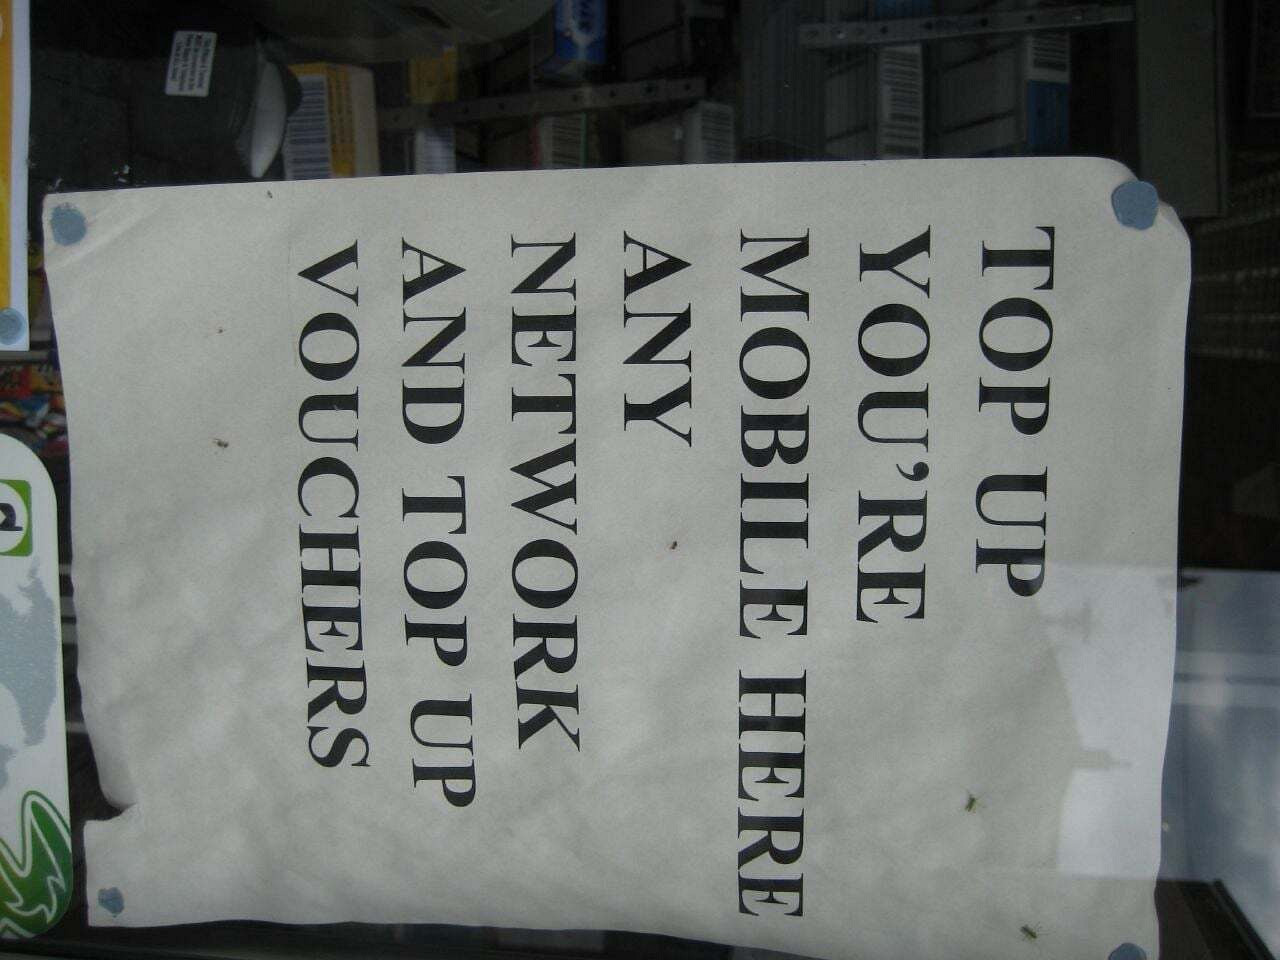 TOP UP
YOU'RE
MOBILE HERE
ANY
NETWORK
AND TOP UP
VOUCHERS